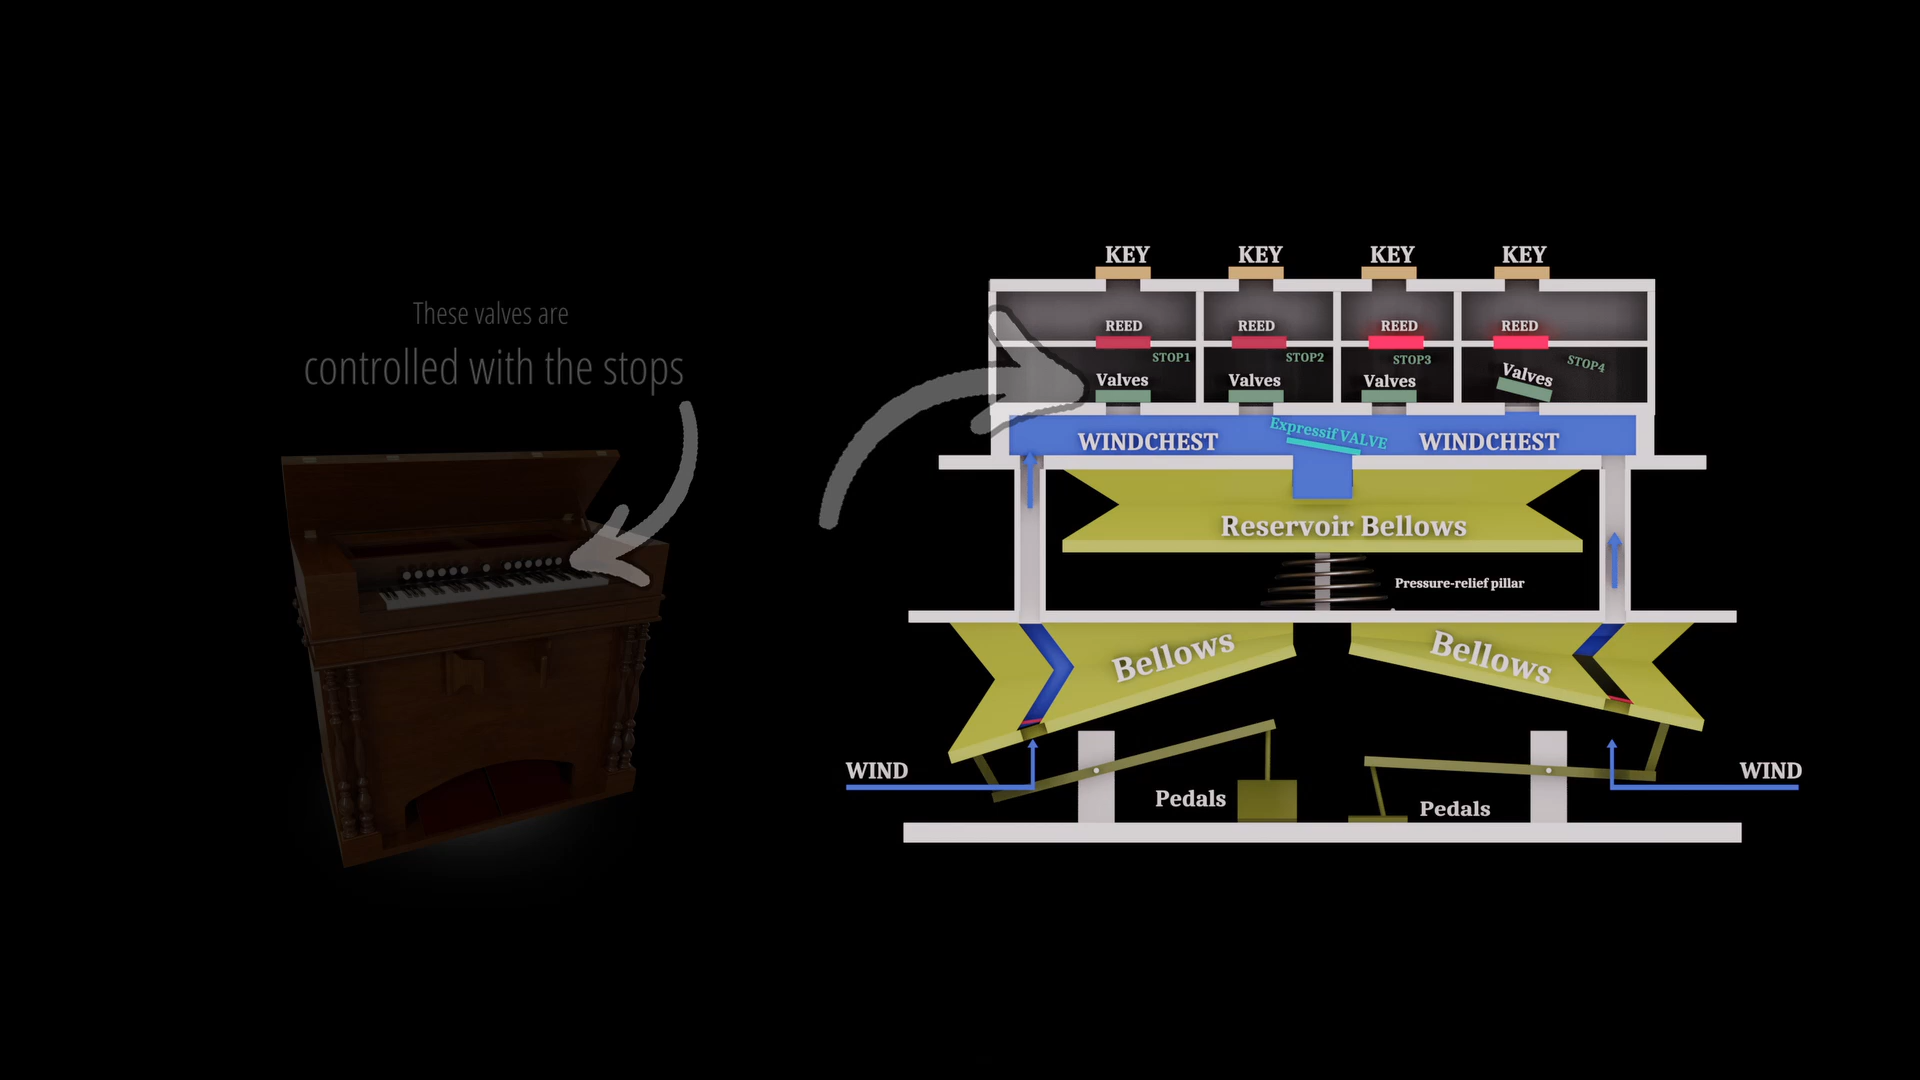 These valves are
controlled with the stops
KEY KEY KEY KEY
REED REED REED REED
STOP1 STOP2 STOP3 STOP4
Valves Valves Valves Valves
WINDCHEST Expressif VALVE WINDCHEST
Reservoir Bellows
Pressure-relief pillar
Bellows Bellows
WIND WIND
Pedals Pedals